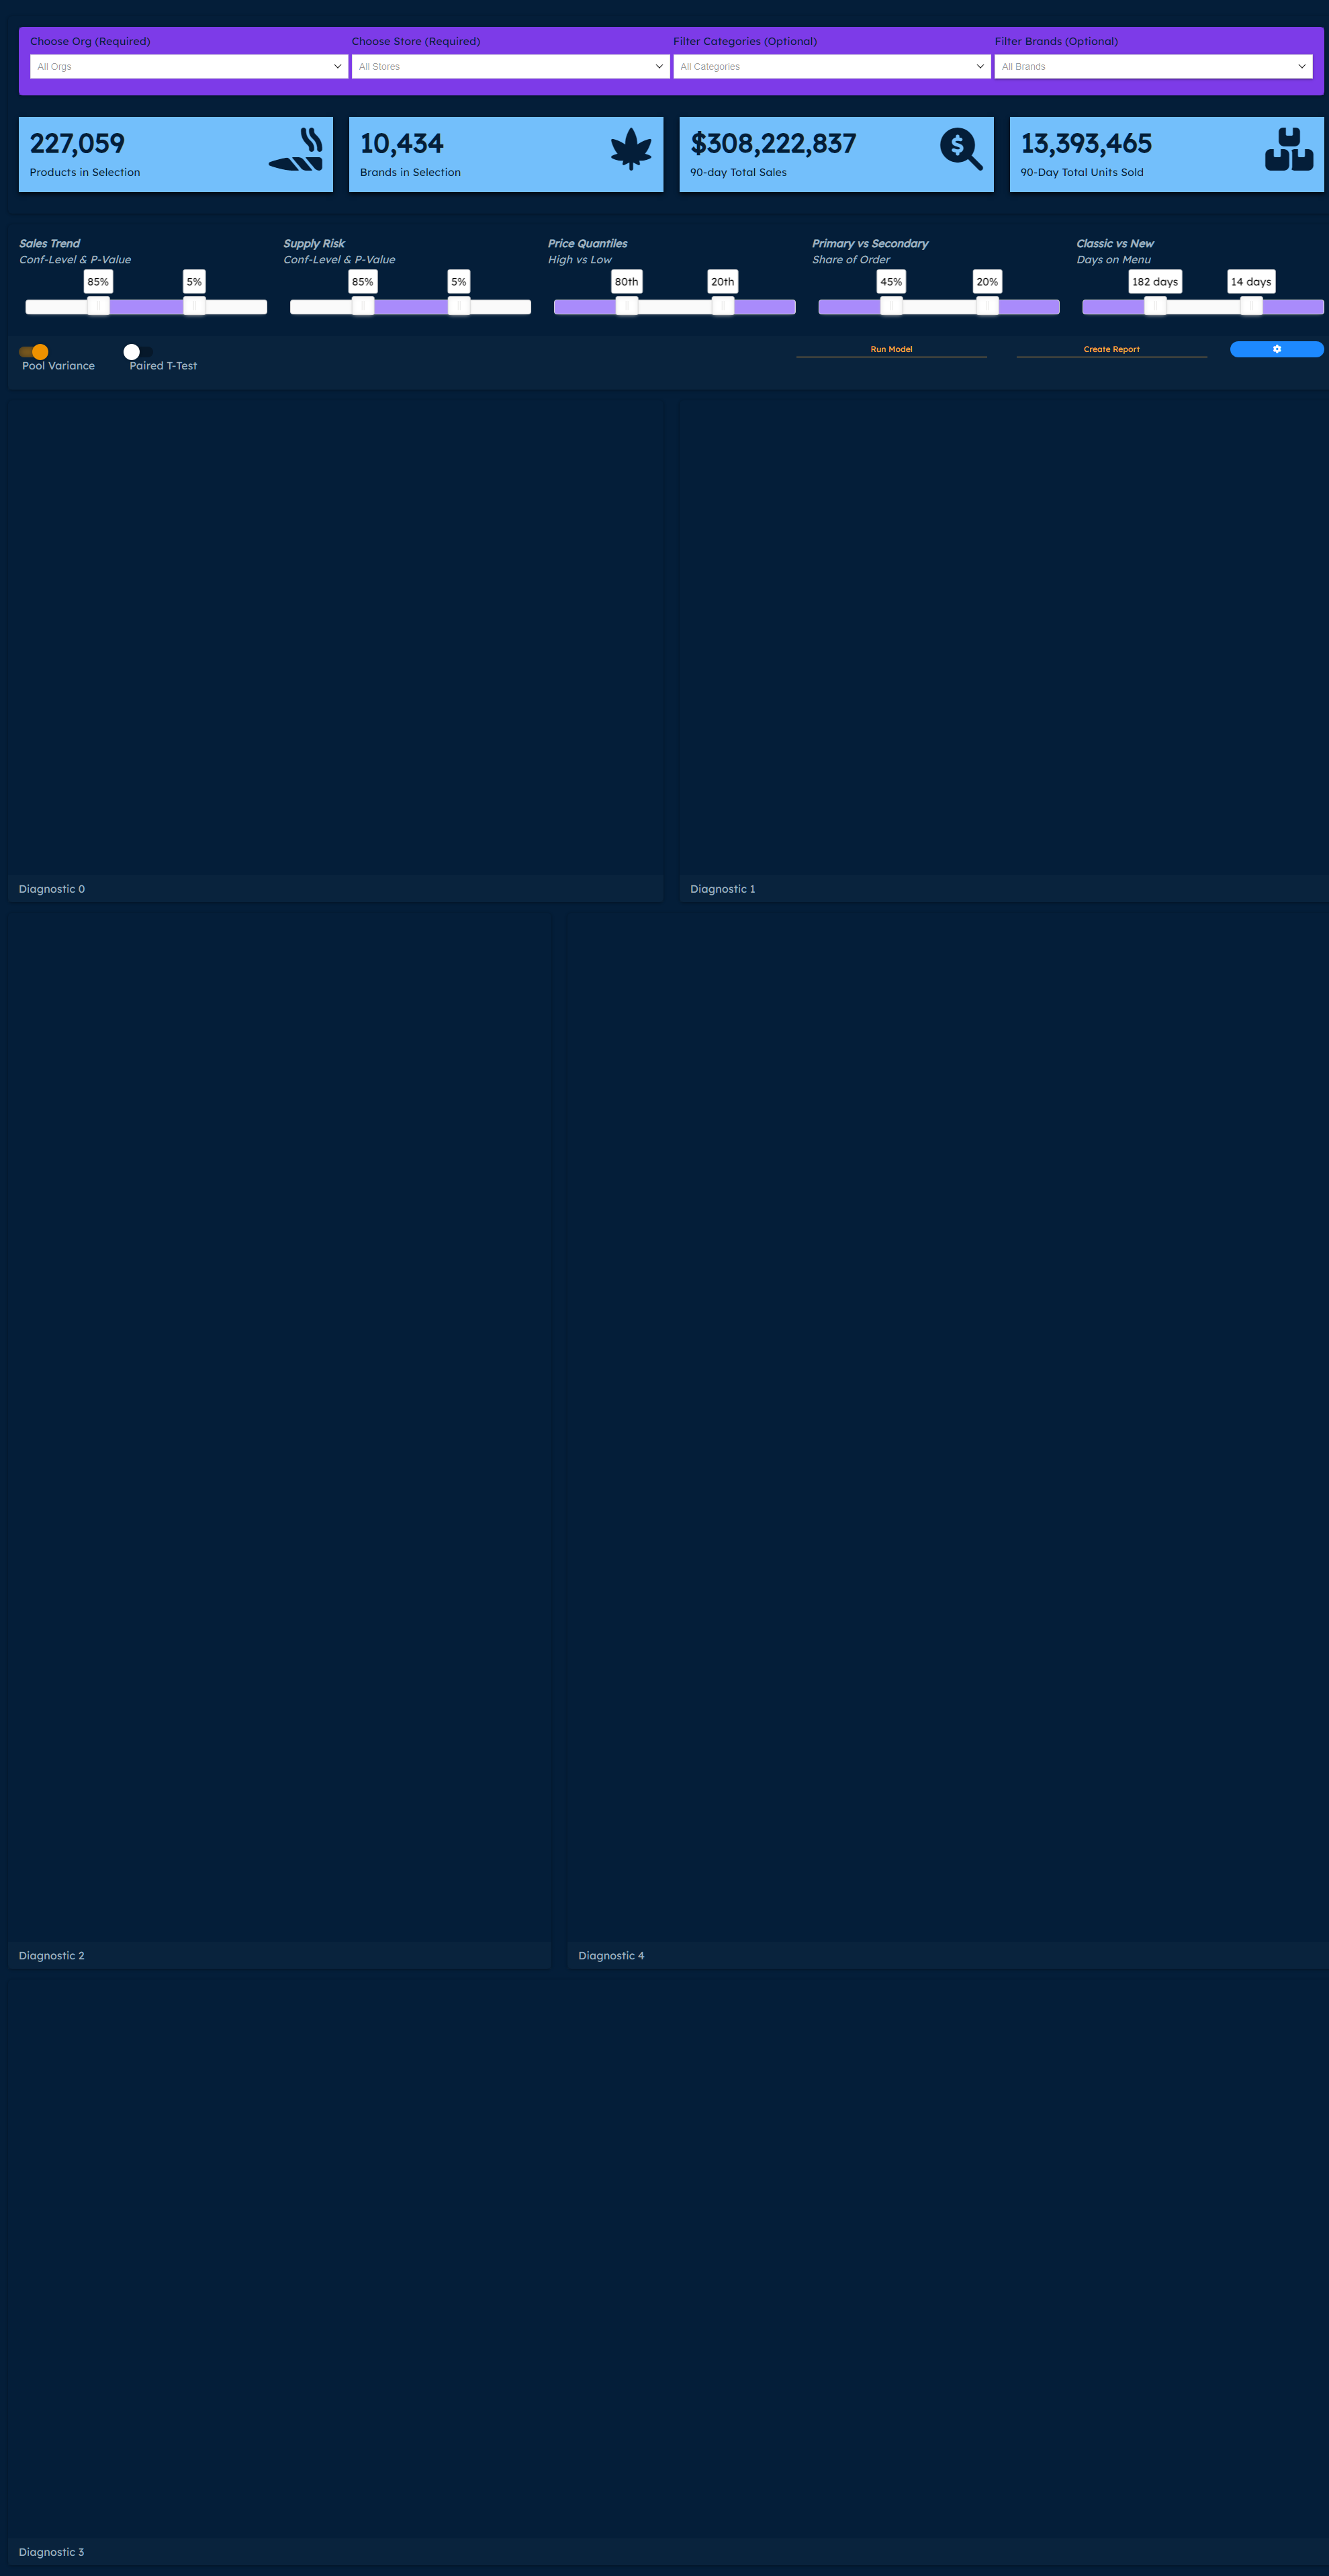 Choose Org (Required)
Choose Store (Required)
Filter Categories (Optional)
Filter Brands (Optional)
All Orgs
All Stores
All Categories
All Brands
227,059
Products in Selection
10,434
Brands in Selection
$308,222,837
90-day Total Sales
13,393,465
90-Day Total Units Sold
Sales Trend
Conf-Level & P-Value
85%
5%
Supply Risk
Conf-Level & P-Value
85%
5%
Price Quantiles
High vs Low
80th
20th
Primary vs Secondary
Share of Order
45%
20%
Classic vs New
Days on Menu
182 days
14 days
Pool Variance
Paired T-Test
Run Model
Create Report
Diagnostic 0
Diagnostic 1
Diagnostic 2
Diagnostic 4
Diagnostic 3